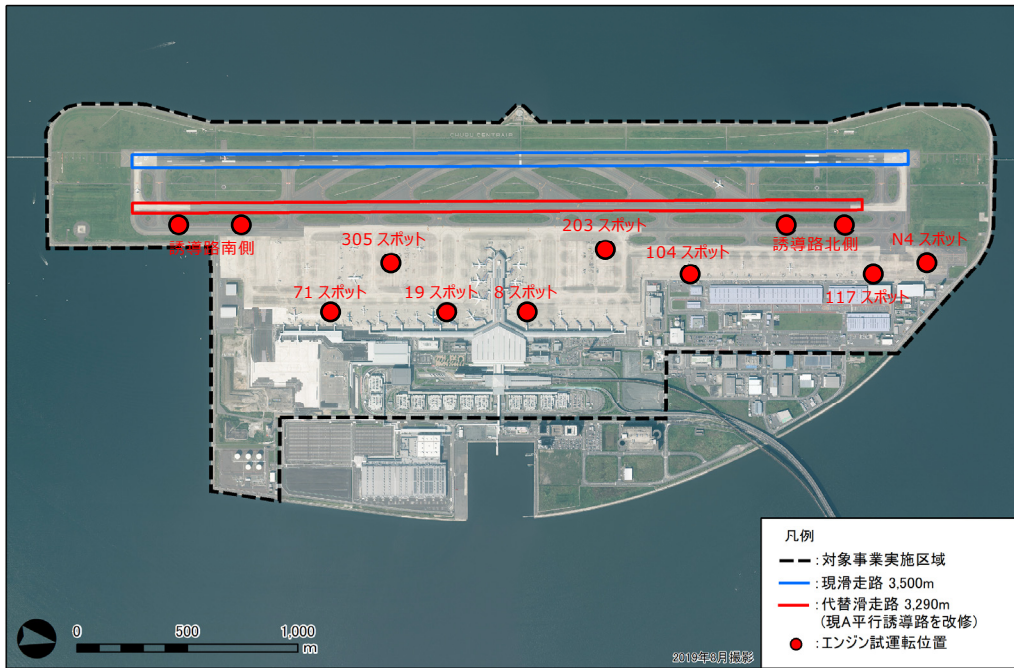 CHUBU CENTRAIR
203 スポット
誘導路南側
305 スポット
誘導路北側
N4 スポット
104 スポット
71 スポット
19 スポット
8 スポット
117 スポット
凡例
:対象事業実施区域
:現滑走路 3,500m
:代替滑走路 3,290m
(現A平行誘導路を改修)
:エンジン試運転位置
0 500 1,000
m
2019年8月撮影